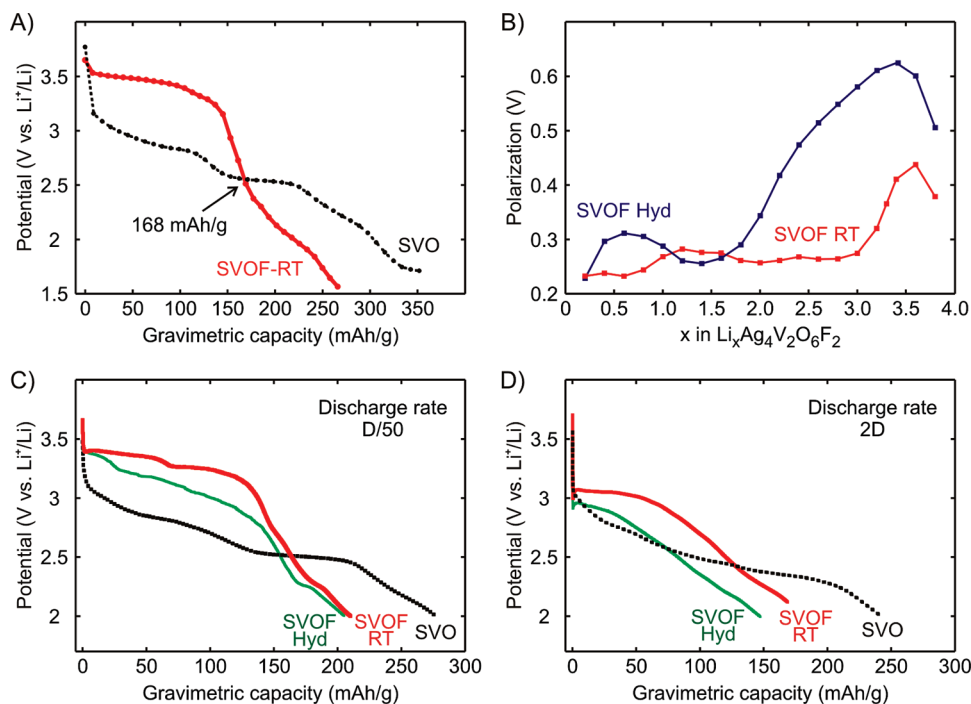 A)
Potential (V vs. Li⁺/Li)
3.5
3
2.5
2
1.5
168 mAh/g
SVOF-RT
SVO
0 50 100 150 200 250 300 350 400
Gravimetric capacity (mAh/g)
B)
Polarization (V)
0.6
0.5
0.4
0.3
0.2
SVOF Hyd
SVOF RT
0 0.5 1.0 1.5 2.0 2.5 3.0 3.5 4.0
x in LiₓAg₄V₂O₆F₂
C)
Discharge rate
D/50
Potential (V vs. Li⁺/Li)
3.5
3
2.5
2
SVOF
Hyd
SVOF
RT
SVO
0 50 100 150 200 250 300
Gravimetric capacity (mAh/g)
D)
Discharge rate
2D
Potential (V vs. Li⁺/Li)
3.5
3
2.5
2
SVOF
Hyd
SVOF
RT
SVO
0 50 100 150 200 250 300
Gravimetric capacity (mAh/g)